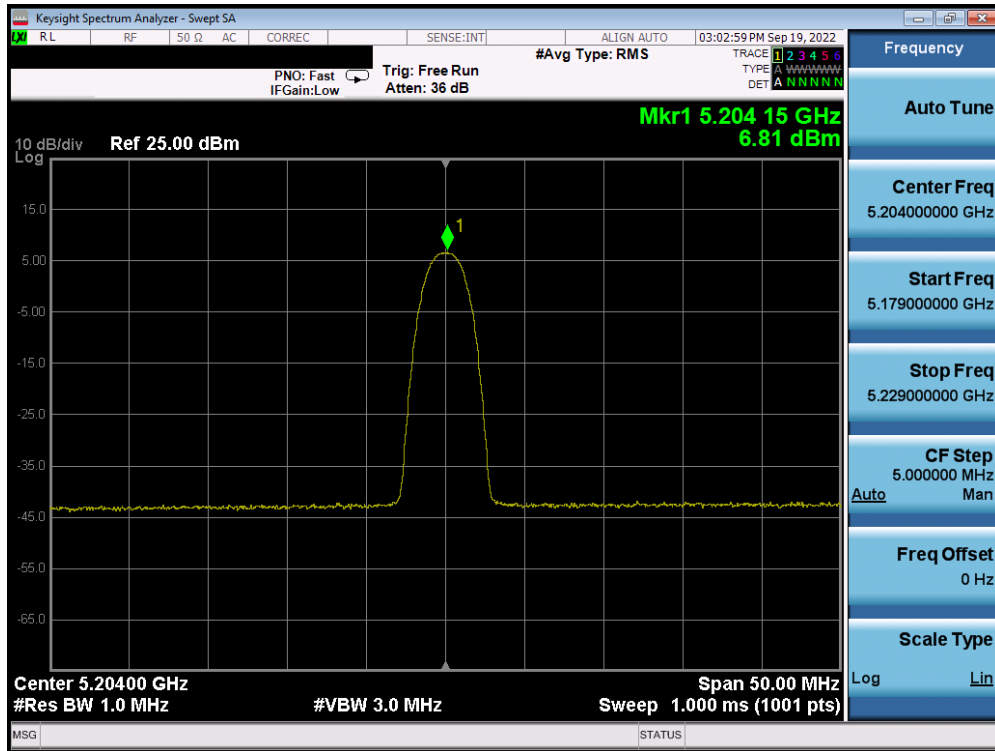 Keysight Spectrum Analyzer - Swept SA
LXI RL RF 50 Ω AC CORREC SENSE:INT ALIGN AUTO 03:02:59 PM Sep 19, 2022
PNO: Fast
IFGain:Low
Trig: Free Run
Atten: 36 dB
#Avg Type: RMS
TRACE 1 2 3 4 5 6
TYPE A WWWWW
DET A N N N N N
Mkr1 5.204 15 GHz
6.81 dBm
10 dB/div Ref 25.00 dBm
Log
1
15.0
5.00
-5.00
-15.0
-25.0
-35.0
-45.0
-55.0
-65.0
Center 5.20400 GHz Span 50.00 MHz
#Res BW 1.0 MHz #VBW 3.0 MHz Sweep 1.000 ms (1001 pts)
MSG STATUS
Frequency
Auto Tune
Center Freq
5.204000000 GHz
Start Freq
5.179000000 GHz
Stop Freq
5.229000000 GHz
CF Step
5.000000 MHz
Auto Man
Freq Offset
0 Hz
Scale Type
Log Lin